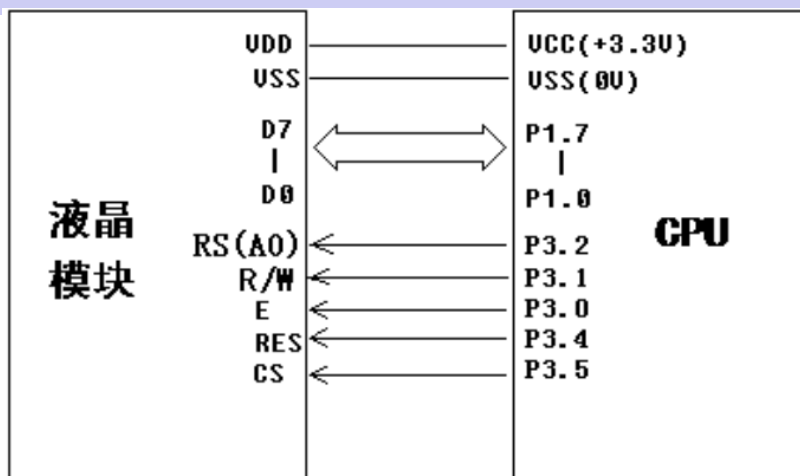 VDD VCC(+3.3V)
VSS VSS(0V)
D7 P1.7
D0 P1.0
液晶
模块
CPU
RS(A0) P3.2
R/W P3.1
E P3.0
RES P3.4
CS P3.5